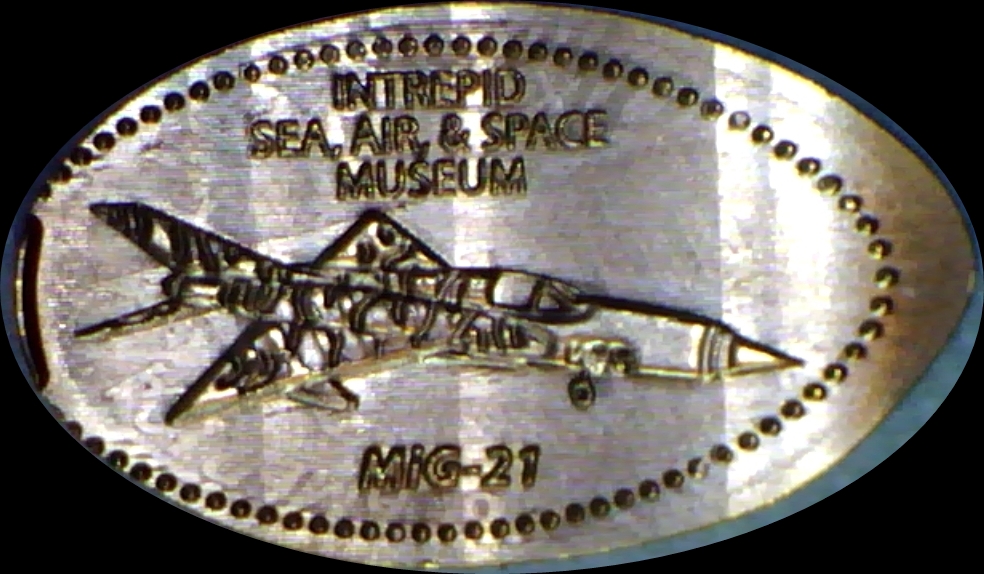 INTREPID
SEA, AIR, & SPACE
MUSEUM
MiG-21